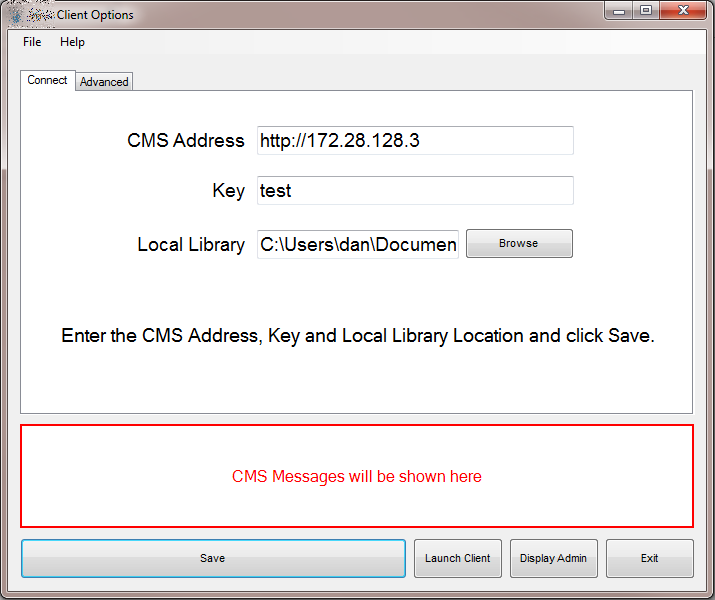 Client Options
File Help
Connect Advanced
CMS Address http://172.28.128.3
Key test
Local Library C:\Users\dan\Documen Browse
Enter the CMS Address, Key and Local Library Location and click Save.
CMS Messages will be shown here
Save Launch Client Display Admin Exit